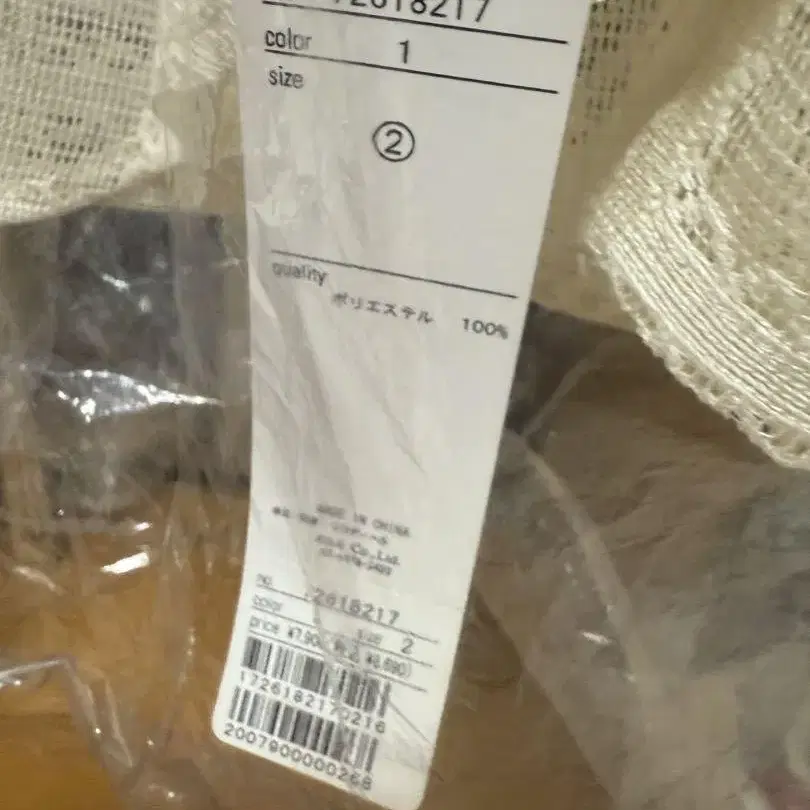 72618217
color 1
size
②
quality
ポリエステル 100%
MADE IN CHINA
Co.,Ltd.
no. 2618217
color size 2
price
1726182170216
2007900000268